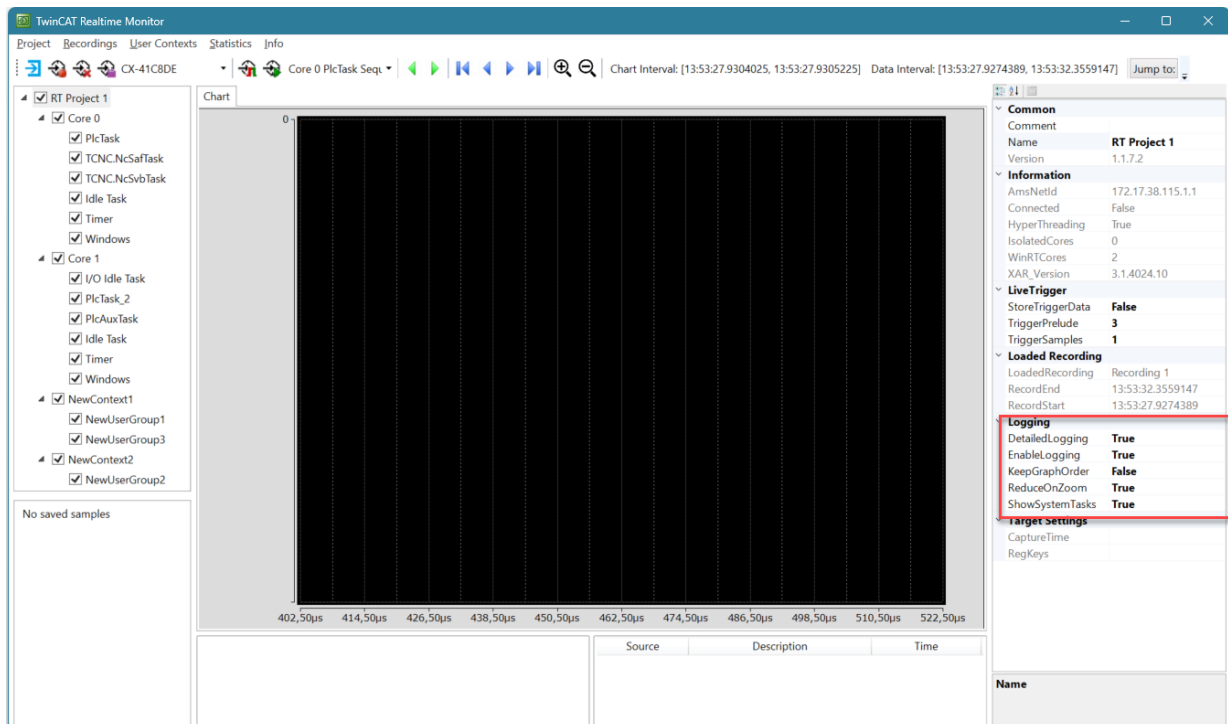 TwinCAT Realtime Monitor
Project Recordings User Contexts Statistics Info
CX-41C8DE Core 0 PlcTask Sequ Chart Interval: [13:53:27.9304025, 13:53:27.9305225] Data Interval: [13:53:27.9274389, 13:53:32.3559147] Jump to:
RT Project 1
Core 0
PlcTask
TCNC.NcSafTask
TCNC.NcSvbTask
Idle Task
Timer
Windows
Core 1
I/O Idle Task
PlcTask_2
PlcAuxTask
Idle Task
Timer
Windows
NewContext1
NewUserGroup1
NewUserGroup3
NewContext2
NewUserGroup2
No saved samples
Chart
0
402,50µs 414,50µs 426,50µs 438,50µs 450,50µs 462,50µs 474,50µs 486,50µs 498,50µs 510,50µs 522,50µs
Source Description Time
Common
Comment
Name RT Project 1
Version 1.1.7.2
Information
AmsNetId 172.17.38.115.1.1
Connected False
HyperThreading True
IsolatedCores 0
WinRTCores 2
XAR_Version 3.1.4024.10
LiveTrigger
StoreTriggerData False
TriggerPrelude 3
TriggerSamples 1
Loaded Recording
LoadedRecording Recording 1
RecordEnd 13:53:32.3559147
RecordStart 13:53:27.9274389
Logging
DetailedLogging True
EnableLogging True
KeepGraphOrder False
ReduceOnZoom True
ShowSystemTasks True
Target Settings
CaptureTime
RegKeys
Name